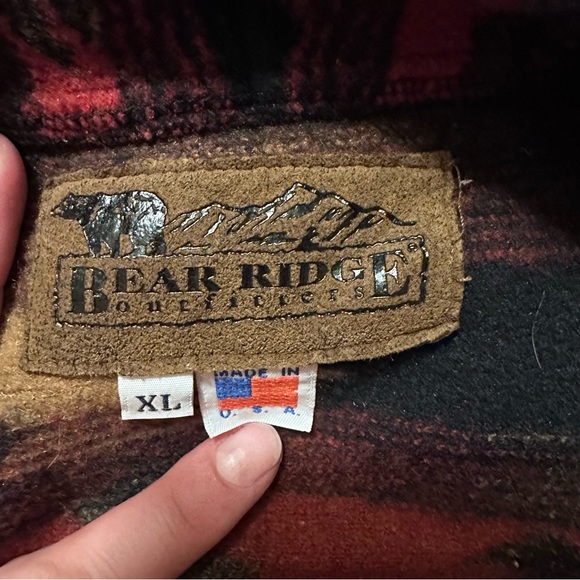 BEAR RIDGE
Outfitters
XL
MADE IN
U. S. A.